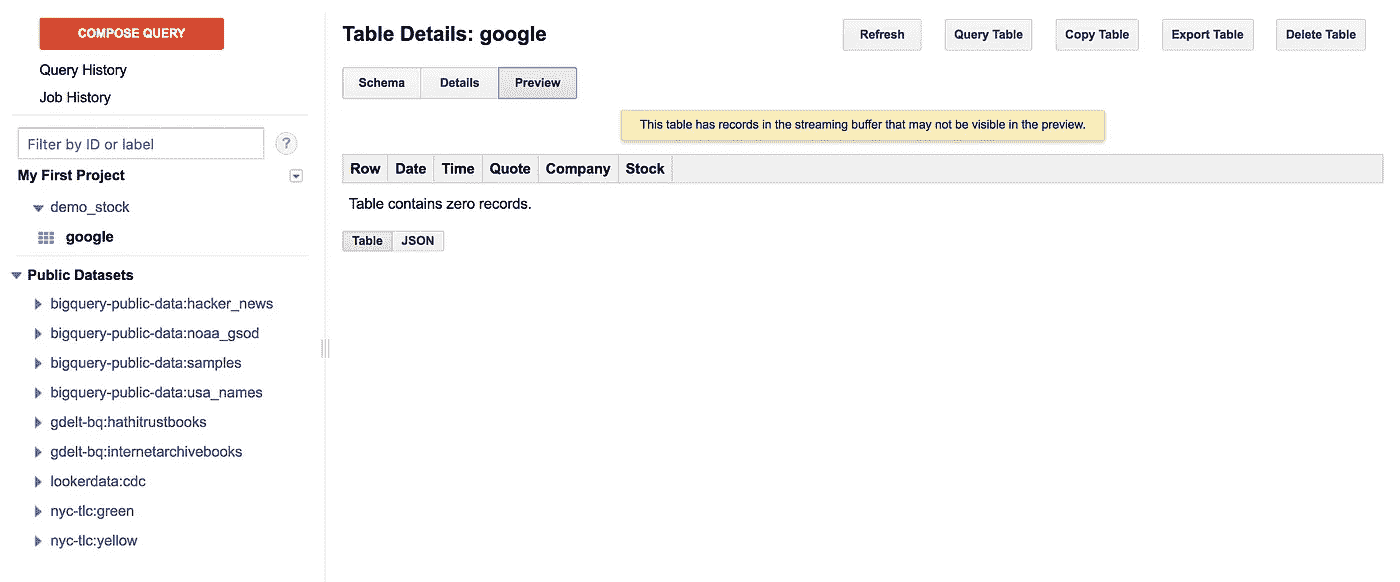 COMPOSE QUERY
Query History
Job History
Filter by ID or label
?
My First Project
demo_stock
google
Public Datasets
bigquery-public-data:hacker_news
bigquery-public-data:noaa_gsod
bigquery-public-data:samples
bigquery-public-data:usa_names
gdelt-bq:hathitrustbooks
gdelt-bq:internetarchivebooks
lookerdata:cdc
nyc-tlc:green
nyc-tlc:yellow
Table Details: google
Refresh Query Table Copy Table Export Table Delete Table
Schema Details Preview
This table has records in the streaming buffer that may not be visible in the preview.
Row Date Time Quote Company Stock
Table contains zero records.
Table JSON